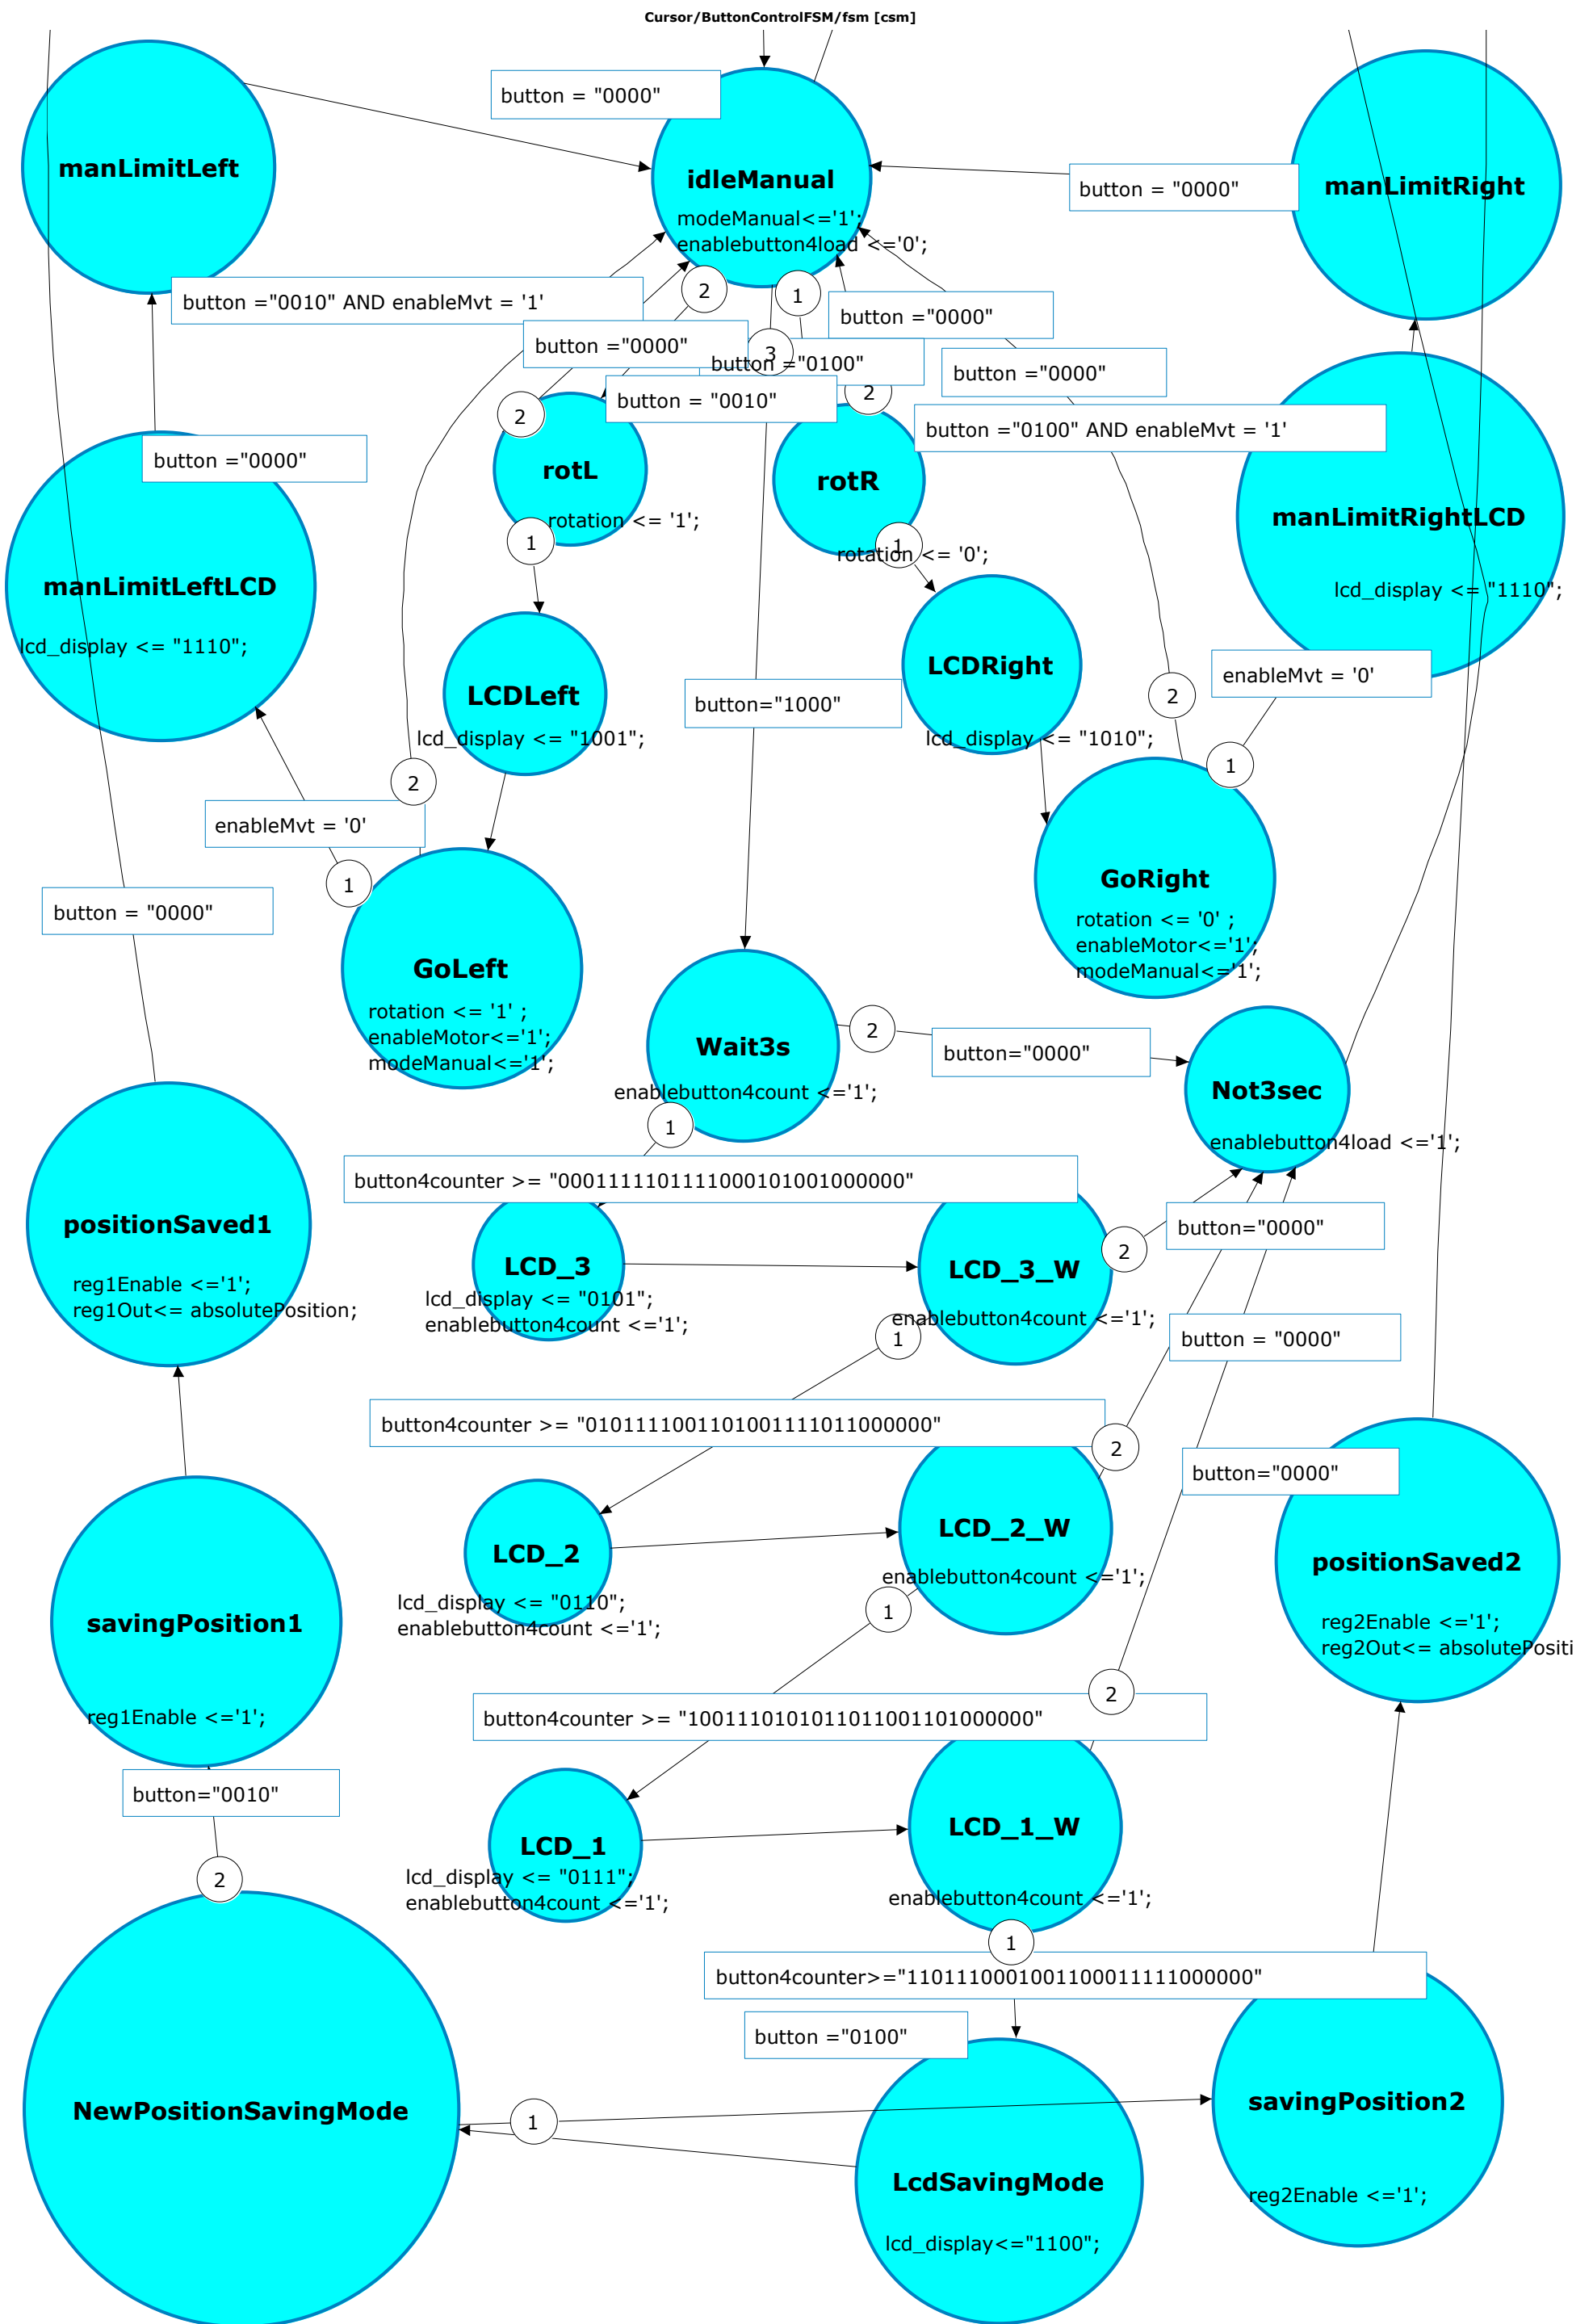 Cursor/ButtonControlFSM/fsm [csm]
button = "0000"
manLimitLeft
idleManual
modeManual<='1';
enablebutton4load <='0';
button = "0000"
manLimitRight
button ="0010" AND enableMvt = '1'
2
1
button ="0000"
button ="0000"
3
button ="0100"
button ="0000"
2
button = "0010"
2
button ="0100" AND enableMvt = '1'
button ="0000"
rotL
rotation <= '1';
1
rotR
rotation <= '0';
1
manLimitRightLCD
lcd_display <= "1110";
manLimitLeftLCD
lcd_display <= "1110";
LCDLeft
lcd_display <= "1001";
LCDRight
lcd_display <= "1010";
button="1000"
enableMvt = '0'
2
1
2
enableMvt = '0'
1
button = "0000"
GoRight
rotation <= '0' ;
enableMotor<='1';
modeManual<='1';
GoLeft
rotation <= '1' ;
enableMotor<='1';
modeManual<='1';
Wait3s
enablebutton4count <='1';
2
button="0000"
Not3sec
enablebutton4load <='1';
1
button4counter >= "0001111101111000101001000000"
positionSaved1
reg1Enable <='1';
reg1Out<= absolutePosition;
LCD_3
lcd_display <= "0101";
enablebutton4count <='1';
LCD_3_W
enablebutton4count <='1';
2
button="0000"
1
button = "0000"
button4counter >= "0101111001101001111011000000"
2
button="0000"
LCD_2
lcd_display <= "0110";
enablebutton4count <='1';
LCD_2_W
enablebutton4count <='1';
1
positionSaved2
reg2Enable <='1';
reg2Out<= absolutePositi
savingPosition1
reg1Enable <='1';
2
button4counter >= "1001110101011011001101000000"
button="0010"
2
LCD_1
lcd_display <= "0111";
enablebutton4count <='1';
LCD_1_W
enablebutton4count <='1';
1
button4counter>="1101110001001100011111000000"
button ="0100"
NewPositionSavingMode
1
savingPosition2
reg2Enable <='1';
LcdSavingMode
lcd_display<="1100";